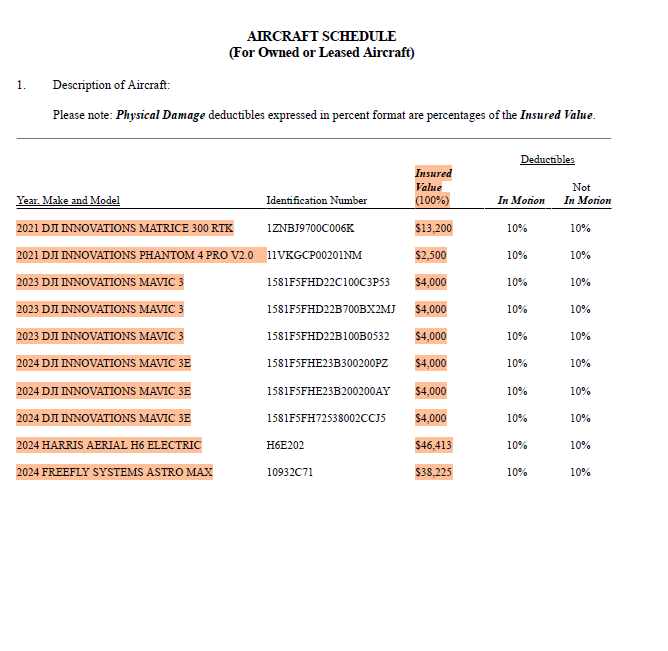 AIRCRAFT SCHEDULE
(For Owned or Leased Aircraft)
1. Description of Aircraft:
Please note: Physical Damage deductibles expressed in percent format are percentages of the Insured Value.
Deductibles
Insured
Value Not
Year, Make and Model Identification Number (100%) In Motion In Motion
2021 DJI INNOVATIONS MATRICE 300 RTK 1ZNBJ9700C006K $13,200 10% 10%
2021 DJI INNOVATIONS PHANTOM 4 PRO V2.0 11VKGCP00201NM $2,500 10% 10%
2023 DJI INNOVATIONS MAVIC 3 1581F5FHD22C100C3P53 $4,000 10% 10%
2023 DJI INNOVATIONS MAVIC 3 1581F5FHD22B700BX2MJ $4,000 10% 10%
2023 DJI INNOVATIONS MAVIC 3 1581F5FHD22B100B0532 $4,000 10% 10%
2024 DJI INNOVATIONS MAVIC 3E 1581F5FHE23B300200PZ $4,000 10% 10%
2024 DJI INNOVATIONS MAVIC 3E 1581F5FHE23B200200AY $4,000 10% 10%
2024 DJI INNOVATIONS MAVIC 3E 1581F5FH72538002CCJ5 $4,000 10% 10%
2024 HARRIS AERIAL H6 ELECTRIC H6E202 $46,413 10% 10%
2024 FREEFLY SYSTEMS ASTRO MAX 10932C71 $38,225 10% 10%